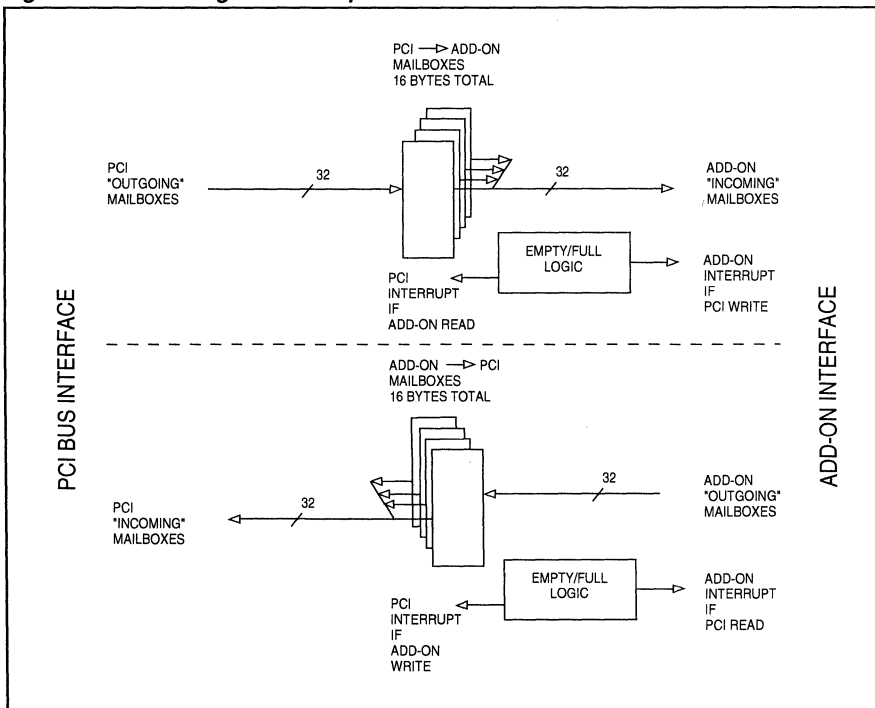 PCI → ADD-ON
MAILBOXES
16 BYTES TOTAL
PCI
"OUTGOING"
MAILBOXES
32
32
ADD-ON
"INCOMING"
MAILBOXES
EMPTY/FULL
LOGIC
PCI
INTERRUPT
IF
ADD-ON READ
ADD-ON
INTERRUPT
IF
PCI WRITE
PCI BUS INTERFACE
ADD-ON INTERFACE
ADD-ON → PCI
MAILBOXES
16 BYTES TOTAL
PCI
"INCOMING"
MAILBOXES
32
32
ADD-ON
"OUTGOING"
MAILBOXES
EMPTY/FULL
LOGIC
PCI
INTERRUPT
IF
ADD-ON
WRITE
ADD-ON
INTERRUPT
IF
PCI READ